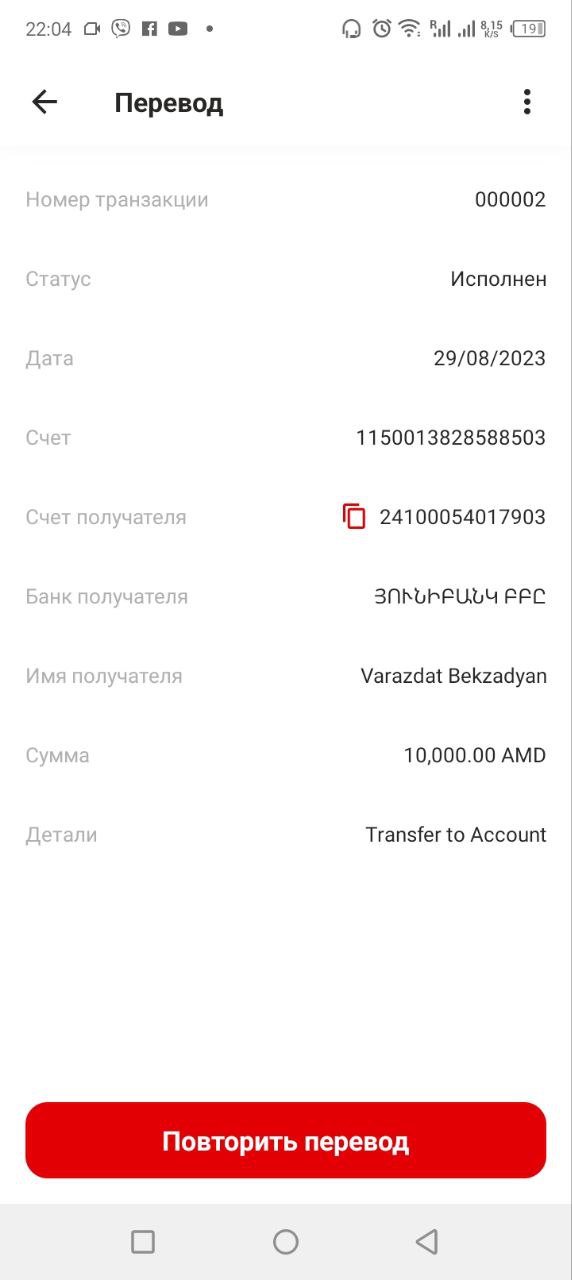 22:04
R
8,15
K/S
19
Перевод
Номер транзакции 000002
Статус Исполнен
Дата 29/08/2023
Счет 1150013828588503
Счет получателя 24100054017903
Банк получателя ՅՈՒՆԻԲԱՆԿ ԲԲԸ
Имя получателя Varazdat Bekzadyan
Сумма 10,000.00 AMD
Детали Transfer to Account
Повторить перевод